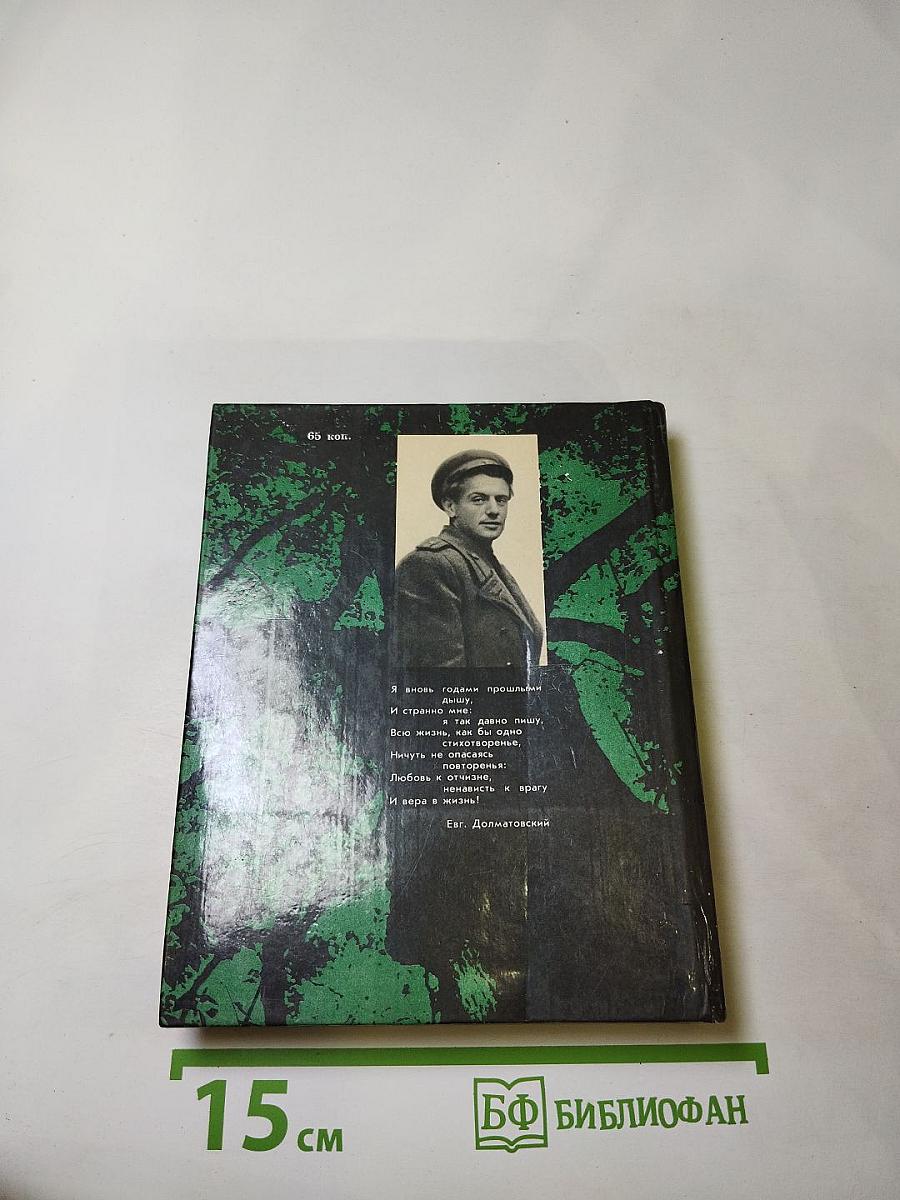 65 коп.
Я вновь годами прошлыми
дышу,
И странно мне:
я так давно пишу,
Всю жизнь, как бы одно
стихотворенье,
Ничуть не опасаясь
повторенья:
Любовь к отчизне,
ненависть к врагу
И вера в жизнь!
Евг. Долматовский
15 см
БФ БИБЛИОФАН